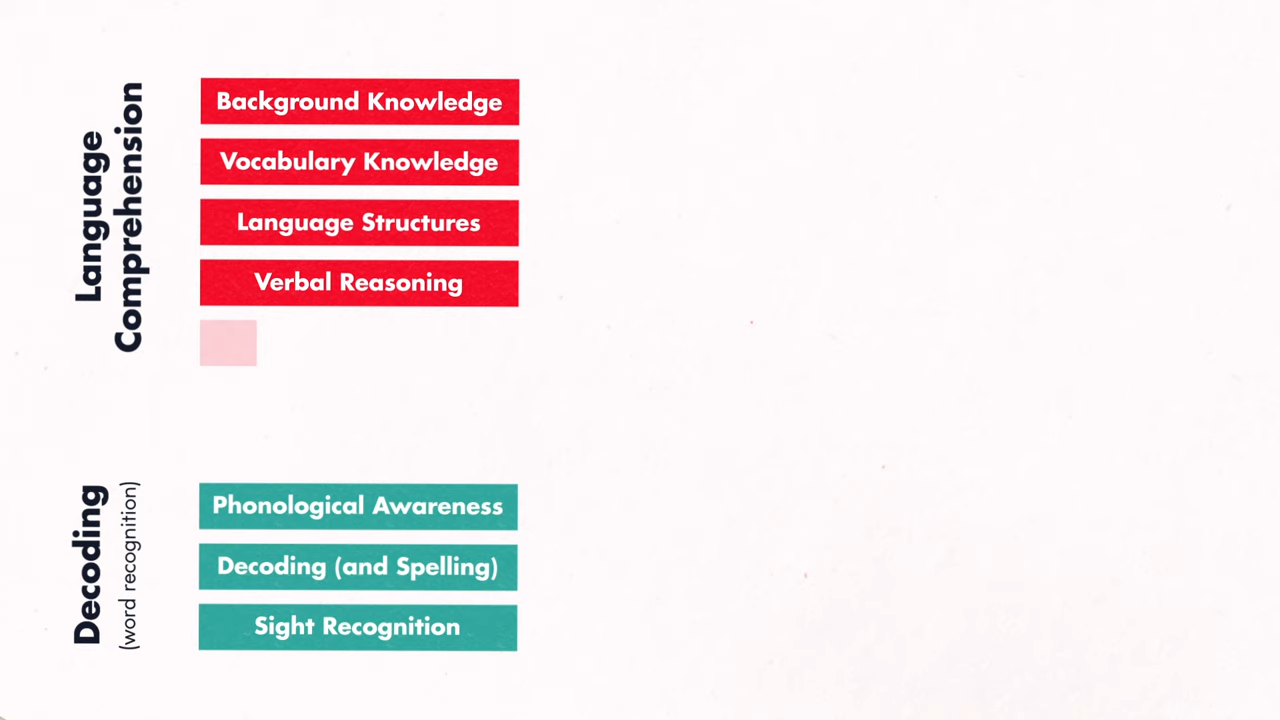 Language
Comprehension
Background Knowledge
Vocabulary Knowledge
Language Structures
Verbal Reasoning
Decoding
(word recognition)
Phonological Awareness
Decoding (and Spelling)
Sight Recognition